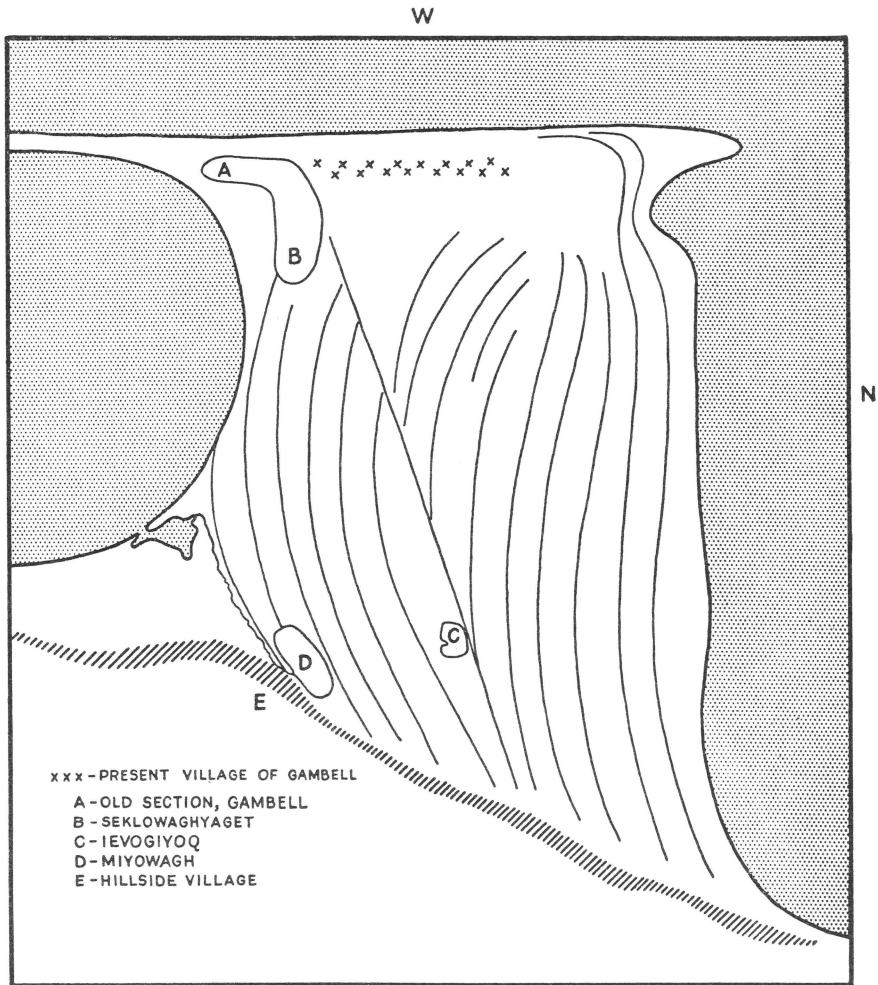 W
A
B
N
C
D
E
xxx-PRESENT VILLAGE OF GAMBELL
A-OLD SECTION, GAMBELL
B-SEKLOWAGHYAGET
C-IEVOGIYOQ
D-MIYOWAGH
E-HILLSIDE VILLAGE